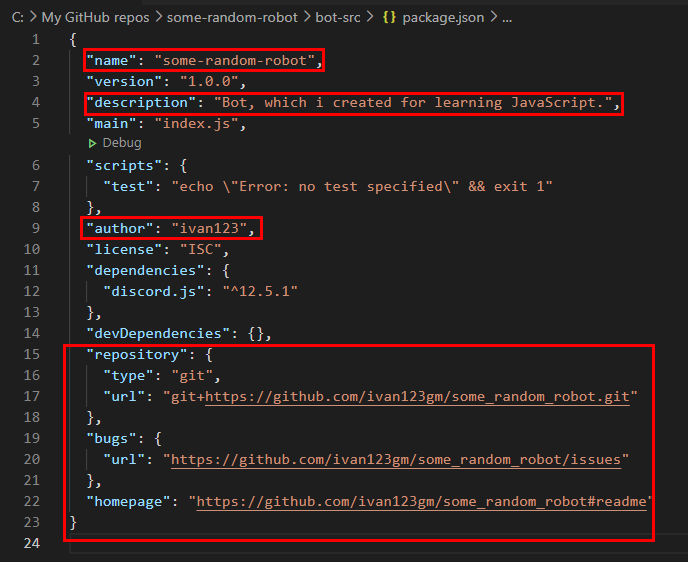 C: > My GitHub repos > some-random-robot > bot-src > {} package.json > ...
1 {
2 "name": "some-random-robot",
3 "version": "1.0.0",
4 "description": "Bot, which i created for learning JavaScript.",
5 "main": "index.js",
Debug
6 "scripts": {
7 "test": "echo \"Error: no test specified\" && exit 1"
8 },
9 "author": "ivan123",
10 "license": "ISC",
11 "dependencies": {
12 "discord.js": "^12.5.1"
13 },
14 "devDependencies": {},
15 "repository": {
16 "type": "git",
17 "url": "git+https://github.com/ivan123gm/some_random_robot.git"
18 },
19 "bugs": {
20 "url": "https://github.com/ivan123gm/some_random_robot/issues"
21 },
22 "homepage": "https://github.com/ivan123gm/some_random_robot#readme"
23 }
24